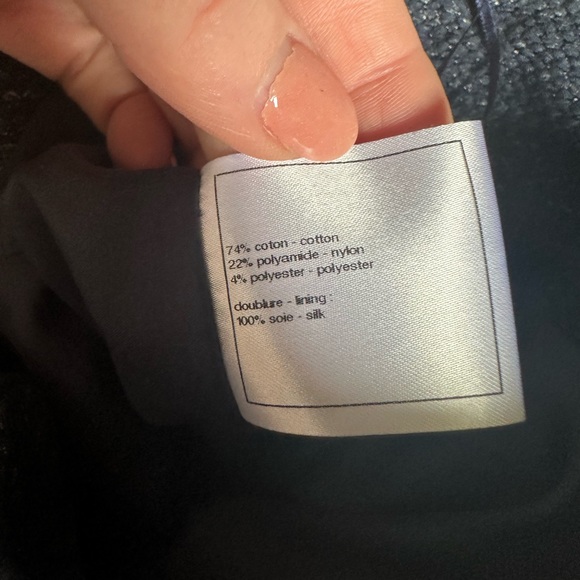 74% coton - cotton
22% polyamide - nylon
4% polyester - polyester
doublure - lining :
100% soie - silk